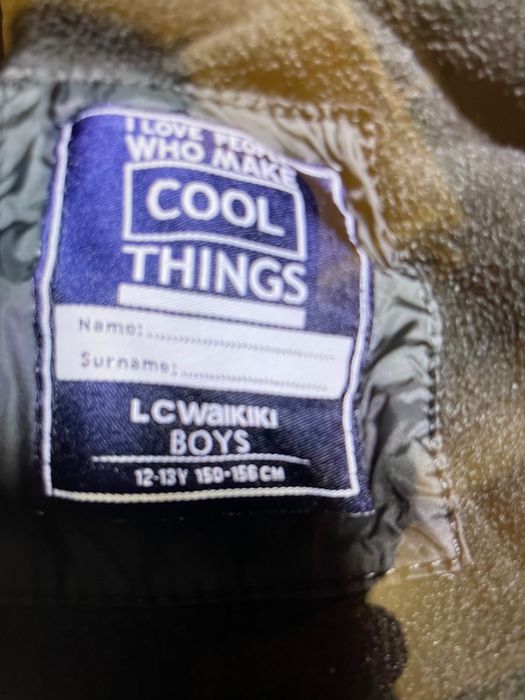 I LOVE PEOPLE
WHO MAKE
COOL
THINGS
Name:
Surname:
LCWAIKIKI
BOYS
12-13Y 150-156 CM